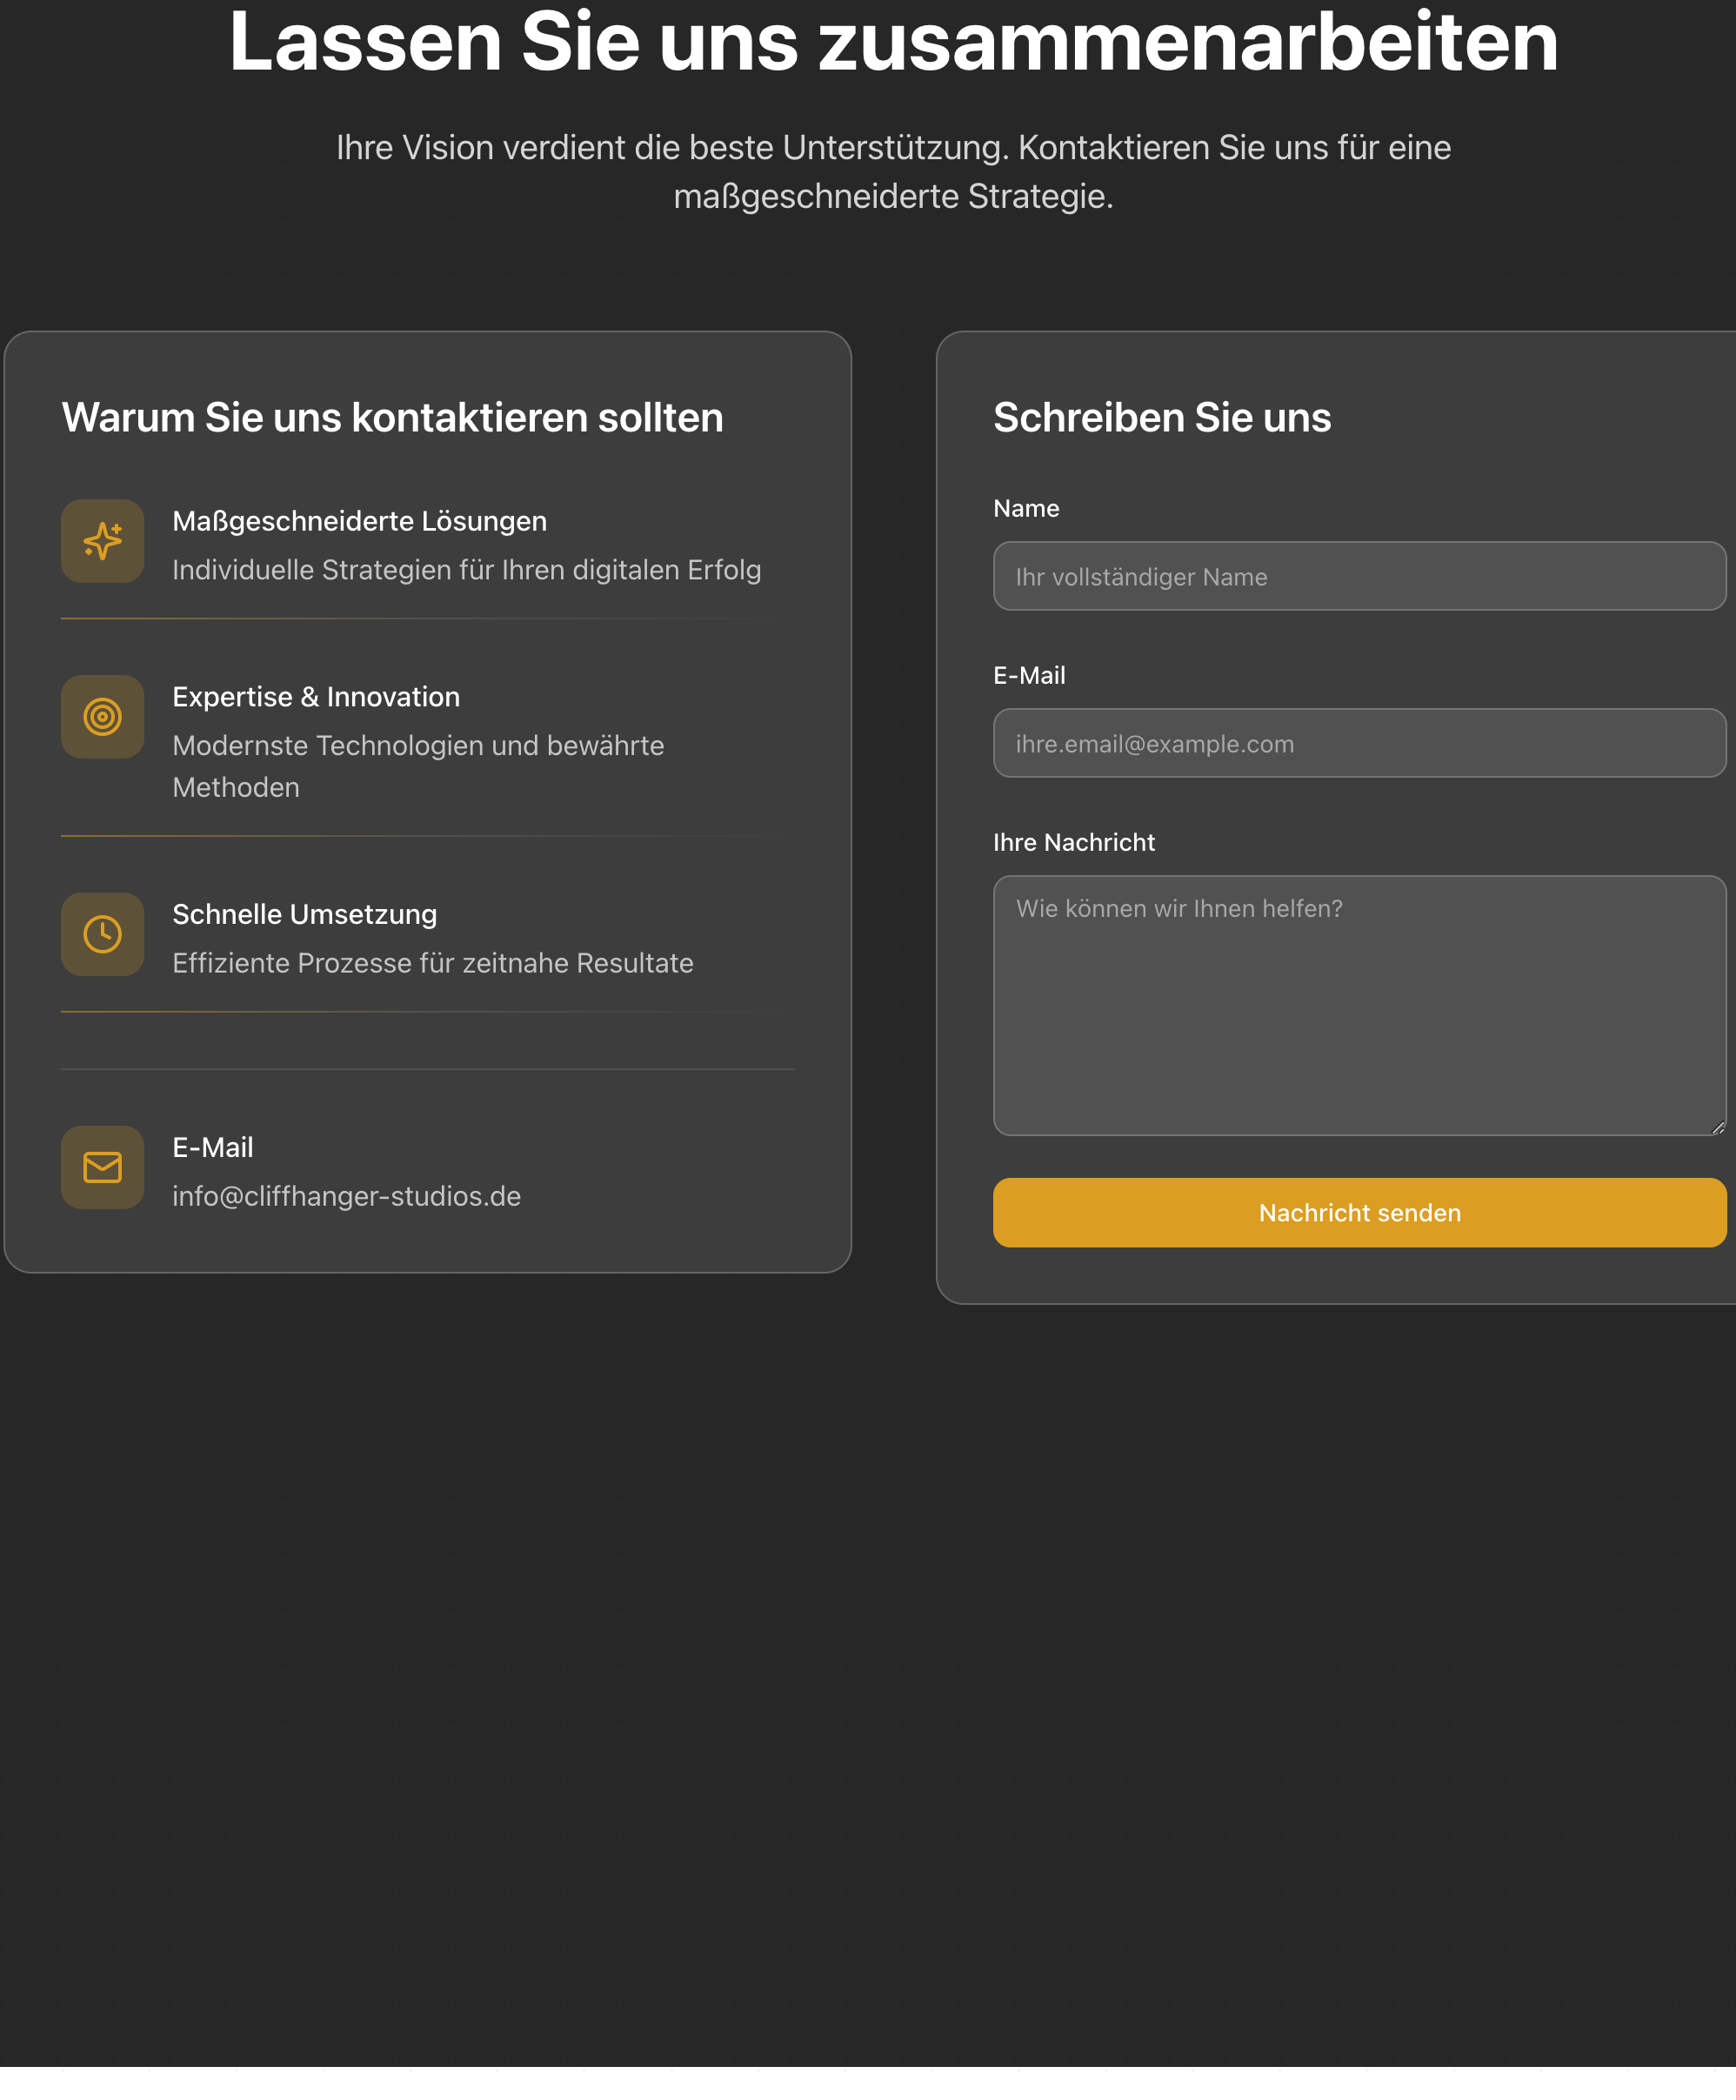 Lassen Sie uns zusammenarbeiten
Ihre Vision verdient die beste Unterstützung. Kontaktieren Sie uns für eine
maßgeschneiderte Strategie.
Warum Sie uns kontaktieren sollten
Maßgeschneiderte Lösungen
Individuelle Strategien für Ihren digitalen Erfolg
Expertise & Innovation
Modernste Technologien und bewährte
Methoden
Schnelle Umsetzung
Effiziente Prozesse für zeitnahe Resultate
E-Mail
info@cliffhanger-studios.de
Schreiben Sie uns
Name
Ihr vollständiger Name
E-Mail
ihre.email@example.com
Ihre Nachricht
Wie können wir Ihnen helfen?
Nachricht senden